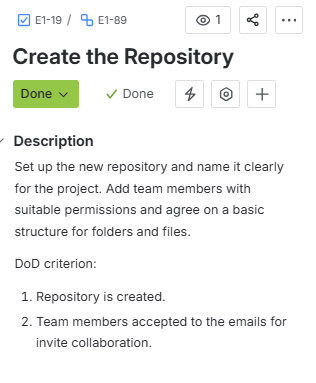 E1-19 / E1-89 1
Create the Repository
Done Done
Description
Set up the new repository and name it clearly
for the project. Add team members with
suitable permissions and agree on a basic
structure for folders and files.
DoD criterion:
1. Repository is created.
2. Team members accepted to the emails for
invite collaboration.